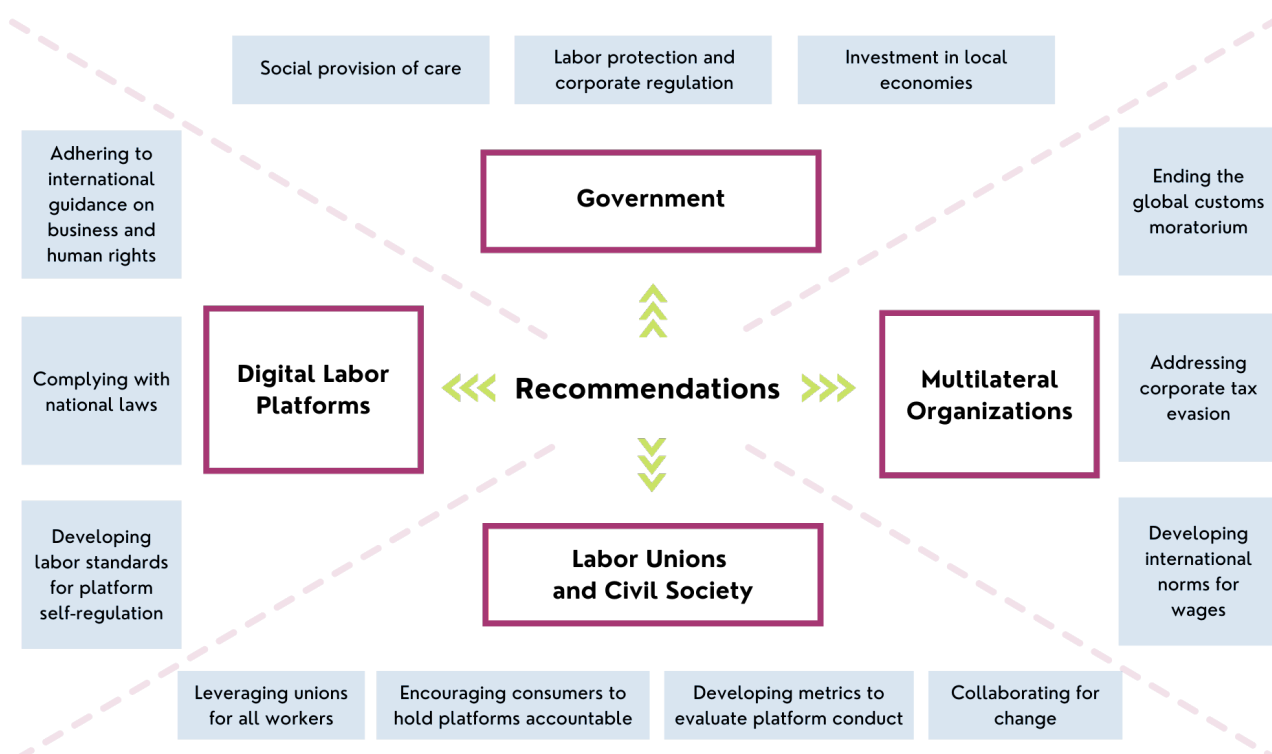 Social provision of care
Labor protection and
corporate regulation
Investment in local
economies
Adhering to
international
guidance on
business and
human rights
Government
Ending the
global customs
moratorium
Complying with
national laws
Digital Labor
Platforms
Recommendations
Multilateral
Organizations
Addressing
corporate tax
evasion
Developing
labor standards
for platform
self-regulation
Labor Unions
and Civil Society
Developing
international
norms for
wages
Leveraging unions
for all workers
Encouraging consumers to
hold platforms accountable
Developing metrics to
evaluate platform conduct
Collaborating for
change